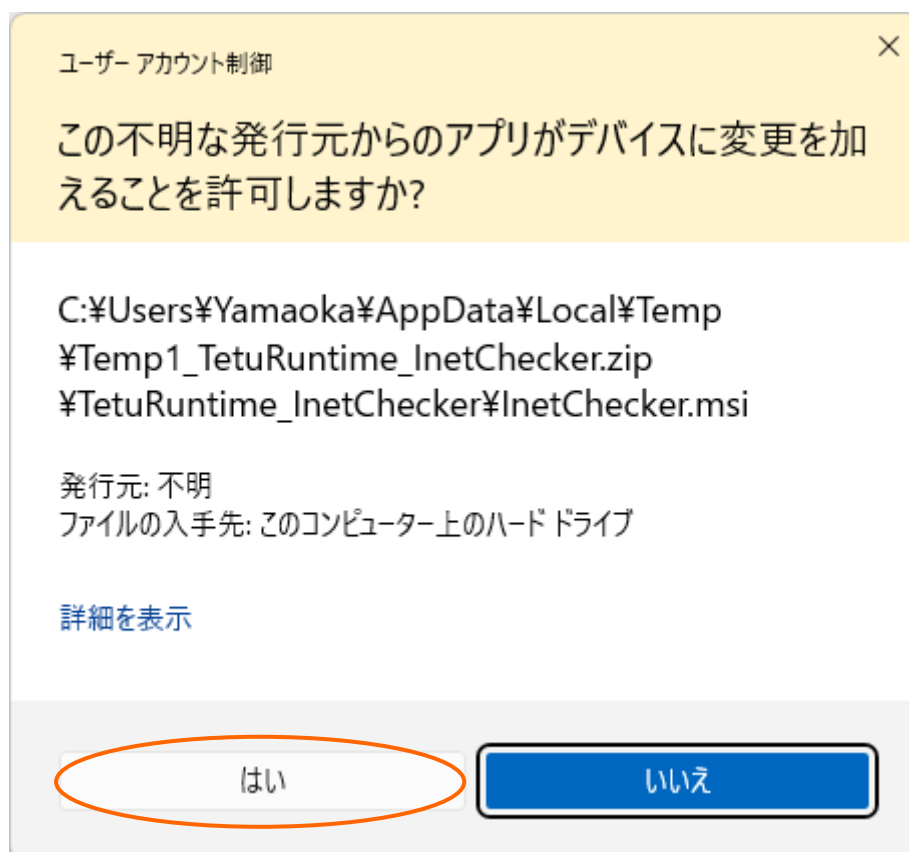 ユーザー アカウント制御
この不明な発行元からのアプリがデバイスに変更を加
えることを許可しますか?
C:¥Users¥Yamaoka¥AppData¥Local¥Temp
¥Temp1_TetuRuntime_InetChecker.zip
¥TetuRuntime_InetChecker¥InetChecker.msi
発行元: 不明
ファイルの入手先: このコンピューター上のハード ドライブ
詳細を表示
はい
いいえ